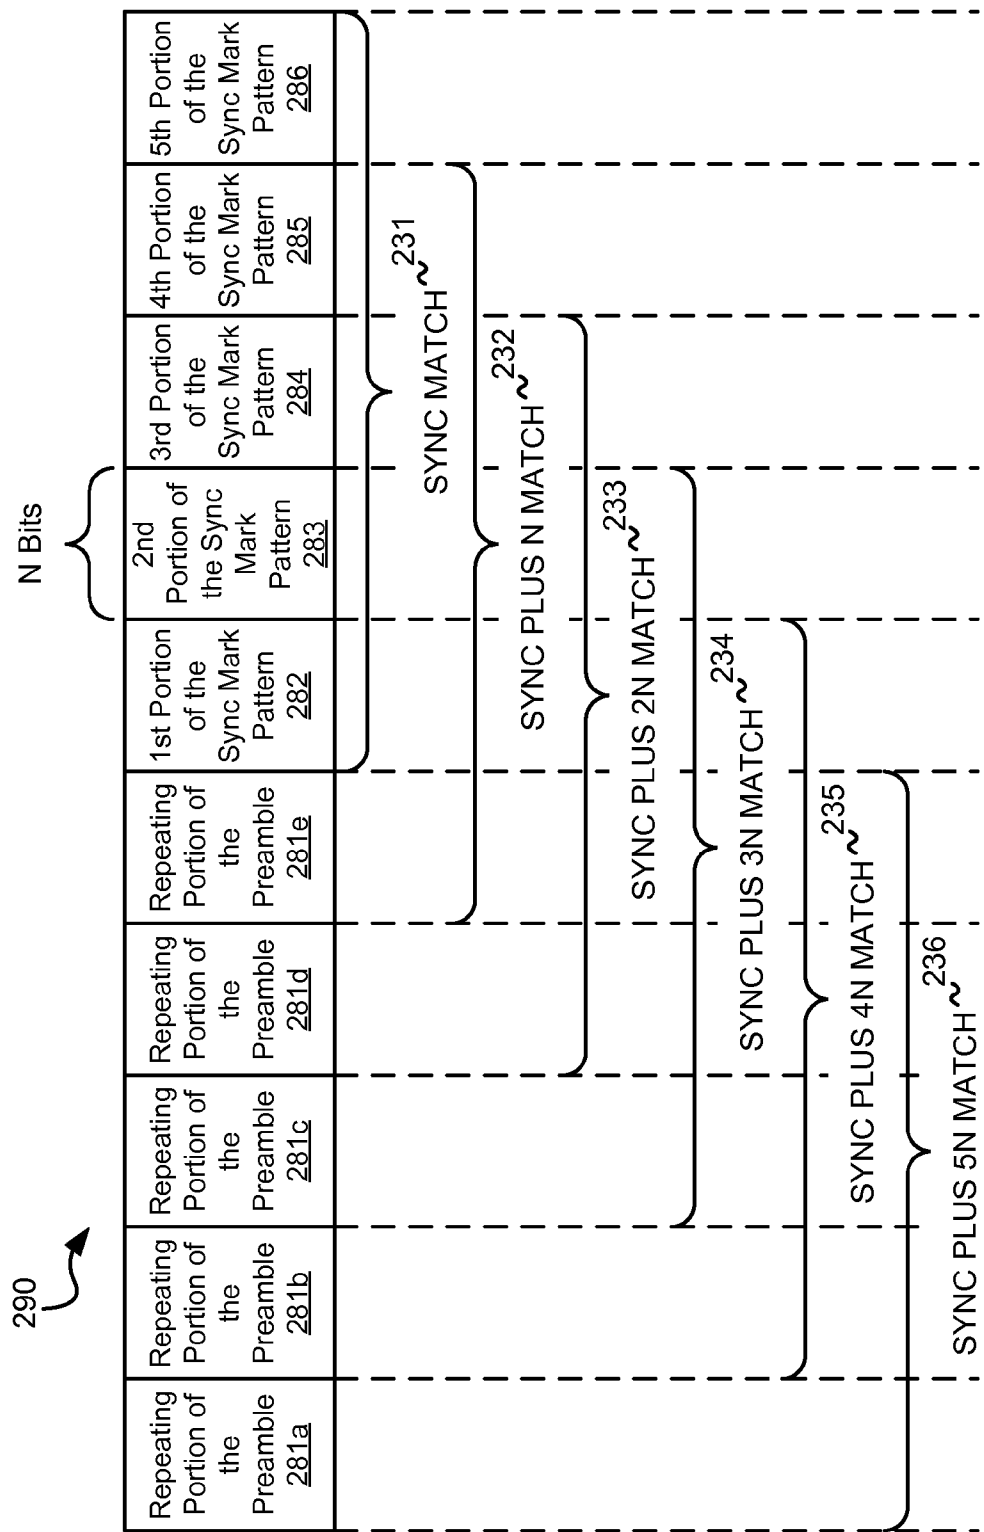 290
N Bits
Repeating
Portion of
the
Preamble
281a
Repeating
Portion of
the
Preamble
281b
Repeating
Portion of
the
Preamble
281c
Repeating
Portion of
the
Preamble
281d
Repeating
Portion of
the
Preamble
281e
1st Portion
of the
Sync Mark
Pattern
282
2nd
Portion of
the Sync
Mark
Pattern
283
3rd Portion
of the
Sync Mark
Pattern
284
4th Portion
of the
Sync Mark
Pattern
285
5th Portion
of the
Sync Mark
Pattern
286
SYNC MATCH 231
SYNC PLUS N MATCH 232
SYNC PLUS 2N MATCH 233
SYNC PLUS 3N MATCH 234
SYNC PLUS 4N MATCH 235
SYNC PLUS 5N MATCH 236